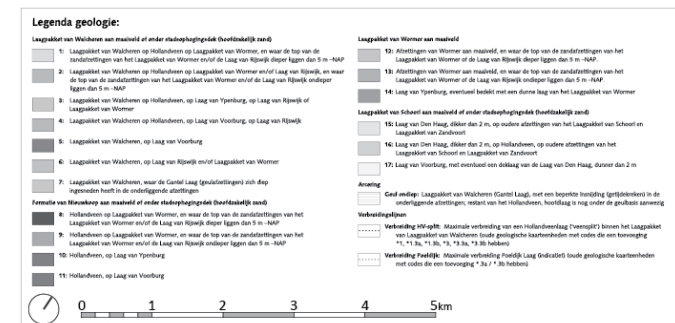 Legenda geologie:
Laagpakket van Walcheren aan maaiveld of onder stadsophogingsdek (hoofdzakelijk zand)
1: Laagpakket van Walcheren op Hollandveen op Laagpakket van Wormer, en waar de top van de
zandafzettingen van het Laagpakket van Wormer en/of de Laag van Rijswijk dieper liggen dan 5 m –NAP
2: Laagpakket van Walcheren op Hollandveen op Laagpakket van Wormer en/of Laag van Rijswijk, en waar
de top van de zandafzettingen van het Laagpakket van Wormer en/of de Laag van Rijswijk ondieper
liggen dan 5 m –NAP
3: Laagpakket van Walcheren op Hollandveen, op Laag van Ypenburg, op Laag van Rijswijk of
Laagpakket van Wormer
4: Laagpakket van Walcheren op Hollandveen, op Laag van Voorburg, op Laag van Rijswijk
5: Laagpakket van Walcheren, op Laag van Voorburg
6: Laagpakket van Walcheren, op Laag van Rijswijk en/of Laagpakket van Wormer
7: Laagpakket van Walcheren, waar de Gantel Laag (geulafzettingen) zich diep
ingesneden heeft in de onderliggende afzettingen
Formatie van Nieuwkoop aan maaiveld of onder stadsophogingsdek (hoofdzakelijk zand)
8: Hollandveen op Laagpakket van Wormer, en waar de top van de zandafzettingen van het
Laagpakket van Wormer en/of de Laag van Rijswijk dieper liggen dan 5 m –NAP
9: Hollandveen op Laagpakket van Wormer, en waar de top van de zandafzettingen van het
Laagpakket van Wormer en/of de Laag van Rijswijk ondieper liggen dan 5 m –NAP
10: Hollandveen, op Laag van Ypenburg
11: Hollandveen, op Laag van Voorburg
Laagpakket van Wormer aan maaiveld
12: Afzettingen van Wormer aan maaiveld, en waar de top van de zandafzettingen van het
Laagpakket van Wormer en/of de Laag van Rijswijk dieper liggen dan 5 m –NAP.
13: Afzettingen van Wormer aan maaiveld, en waar de top van de zandafzettingen van het
Laagpakket van Wormer en/of de Laag van Rijswijk ondieper liggen dan 5 m –NAP
14: Laag van Ypenburg, eventueel bedekt met een dunne laag van het Laagpakket van Wormer
Laagpakket van Schoorl aan maaiveld of onder stadsophogingsdek (hoofdzakelijk zand)
15: Laag van Den Haag, dikker dan 2 m, op oudere afzettingen van het Laagpakket van Schoorl en
Laagpakket van Zandvoort
16: Laag van Den Haag, dikker dan 2 m, op Hollandveen, op oudere afzettingen van het
Laagpakket van Schoorl en Laagpakket van Zandvoort
17: Laag van Voorburg, met eventueel een deklaag van de Laag van Den Haag, dunner dan 2 m
Arcering
Geul ondiep: Laagpakket van Walcheren (Gantel Laag), met een beperkte insnijding (getijdekreken) in de
onderliggende afzettingen; restant van het Hollandveen, hoofdlaag is nog onder de geulbasis aanwezig
Verbreidingslijnen
Verbreiding HV-split: Maximale verbreiding van een Hollandveenlaag ('veensplit') binnen het Laagpakket
van Laagpakket van Walcheren (oude geologische kaarteenheden met codes die een toevoeging
*1, *1.3a, *1.3b, *3, *3.3a, *3.3b hebben)
Verbreiding Poeldijk: Maximale verbreiding Poeldijk Laag (indicatief) (oude geologische kaarteenheden
met codes die een toevoeging *.3a / *.3b hebben)
0 1 2 3 4 5km